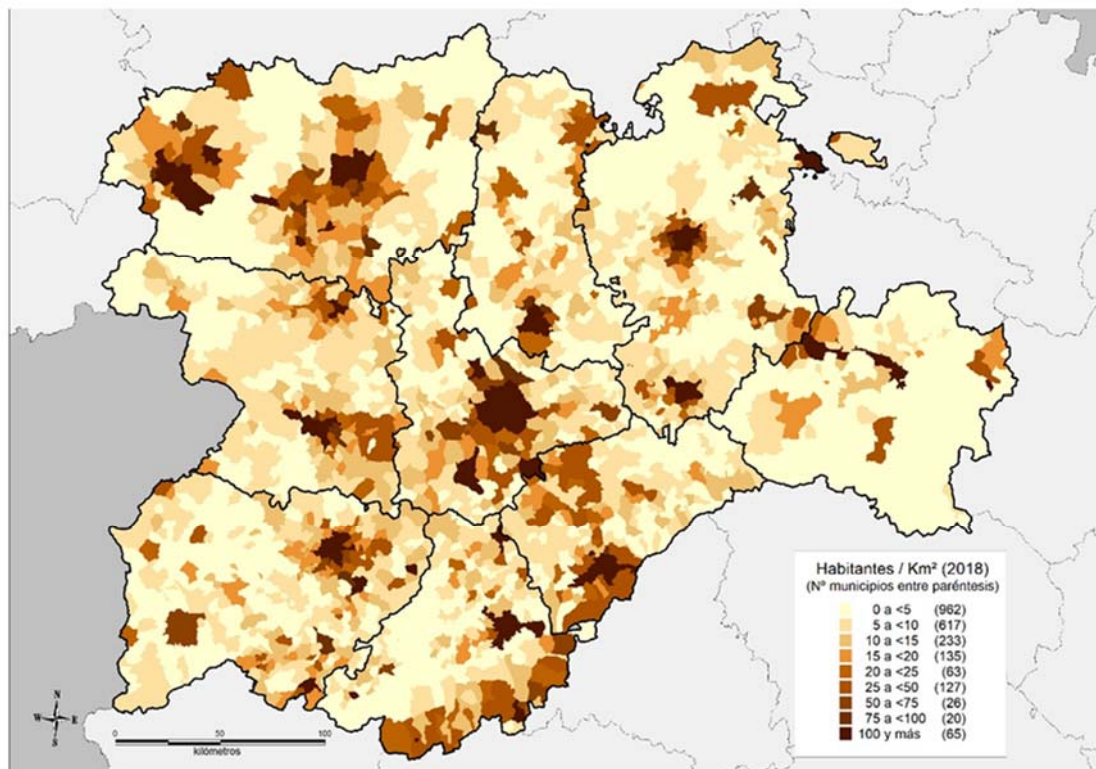 Habitantes / Km² (2018)
(Nº municipios entre paréntesis)
0 a <5 (962)
5 a <10 (617)
10 a <15 (233)
15 a <20 (135)
20 a <25 (63)
25 a <50 (127)
50 a <75 (26)
75 a <100 (20)
100 y más (65)
N
W E
S
0 50 100
kilómetros